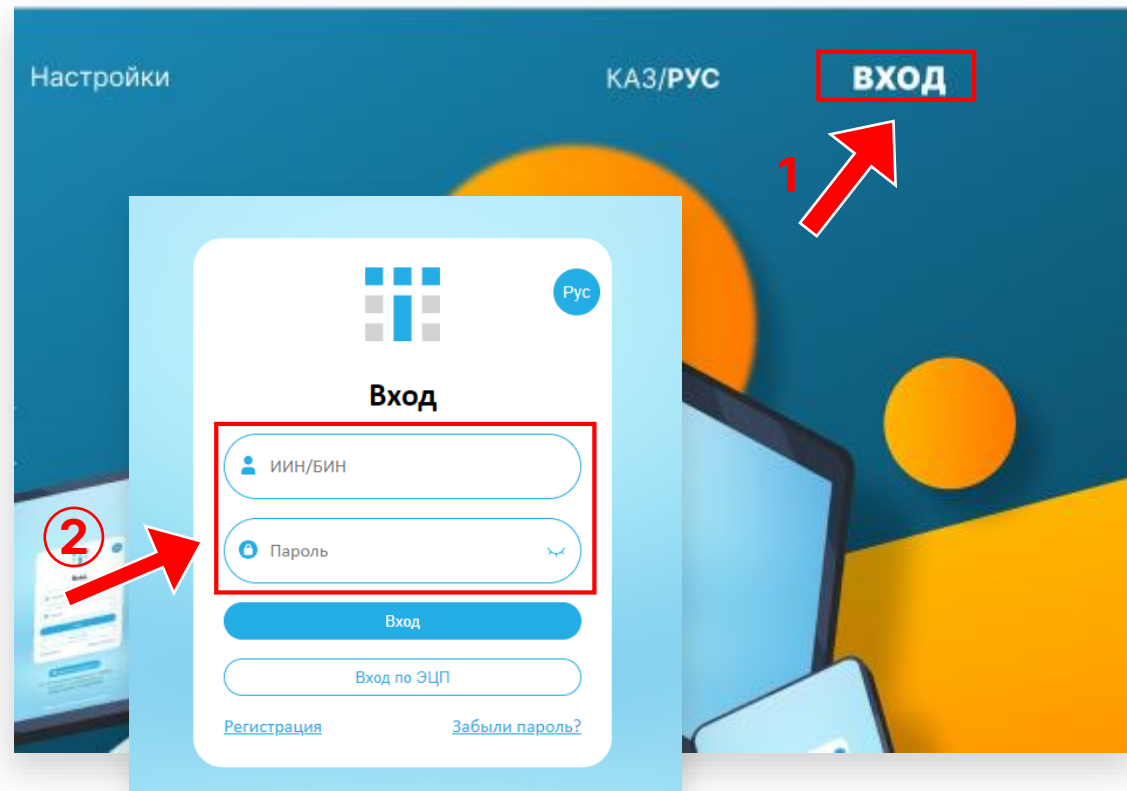 Настройки
КАЗ/РУС
ВХОД
1
Рус
Вход
ИИН/БИН
2
Пароль
Вход
Вход по ЭЦП
Регистрация
Забыли пароль?